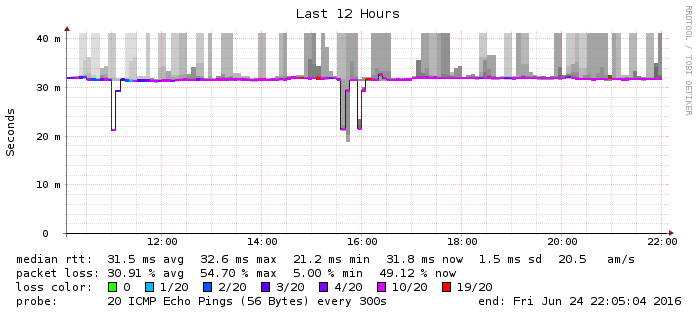 Last 12 Hours
RRDTOOL / TOBI OETIKER
Seconds
40 m
30 m
20 m
10 m
0
12:00 14:00 16:00 18:00 20:00 22:00
median rtt: 31.5 ms avg 32.6 ms max 21.2 ms min 31.8 ms now 1.5 ms sd 20.5 am/s
packet loss: 30.91 % avg 54.70 % max 5.00 % min 49.12 % now
loss color: 0 1/20 2/20 3/20 4/20 10/20 19/20
probe: 20 ICMP Echo Pings (56 Bytes) every 300s end: Fri Jun 24 22:05:04 2016